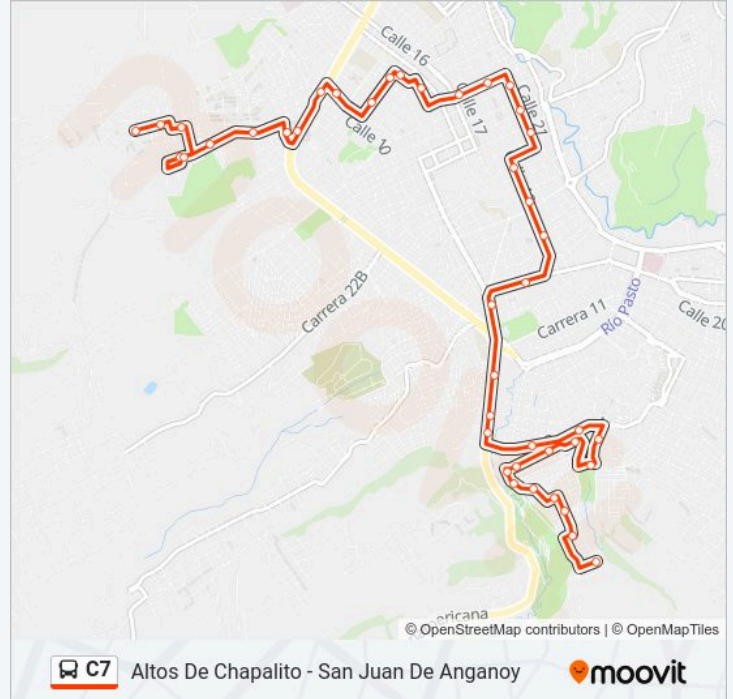 Calle 16
Calle 17
Calle 21
Calle 10
Carrera 22B
Carrera 11
Río Pasto
Calle 20
ericana
© OpenStreetMap contributors | © OpenMapTiles
C7
Altos De Chapalito - San Juan De Anganoy
moovit